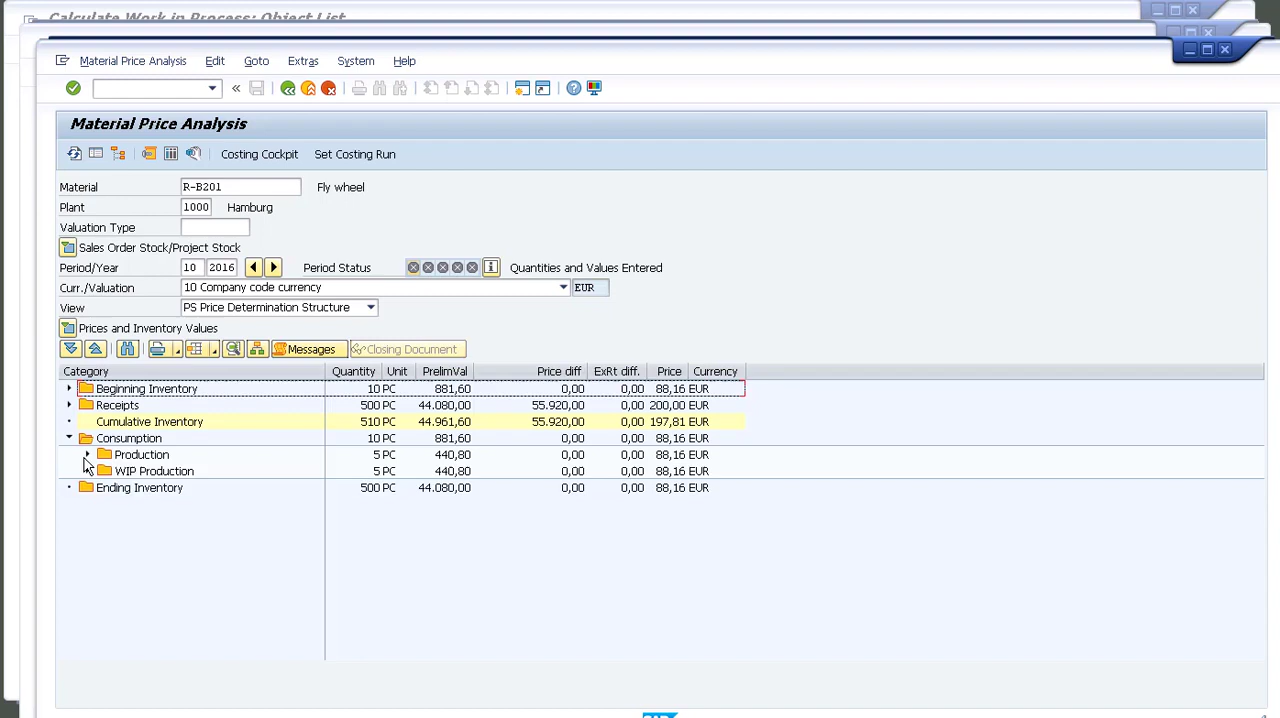 Calculate Work in Process: Object List
Material Price Analysis Edit Goto Extras System Help
Material Price Analysis
Costing Cockpit Set Costing Run
Material R-B201 Fly wheel
Plant 1000 Hamburg
Valuation Type
Sales Order Stock/Project Stock
Period/Year 10 2016 Period Status Quantities and Values Entered
Curr./Valuation 10 Company code currency EUR
View PS Price Determination Structure
Prices and Inventory Values
Messages Closing Document
Category Quantity Unit PrelimVal Price diff ExRt diff. Price Currency
Beginning Inventory 10 PC 881,60 0,00 0,00 88,16 EUR
Receipts 500 PC 44.080,00 55.920,00 0,00 200,00 EUR
Cumulative Inventory 510 PC 44.961,60 55.920,00 0,00 197,81 EUR
Consumption 10 PC 881,60 0,00 0,00 88,16 EUR
Production 5 PC 440,80 0,00 0,00 88,16 EUR
WIP Production 5 PC 440,80 0,00 0,00 88,16 EUR
Ending Inventory 500 PC 44.080,00 0,00 0,00 88,16 EUR
SAP